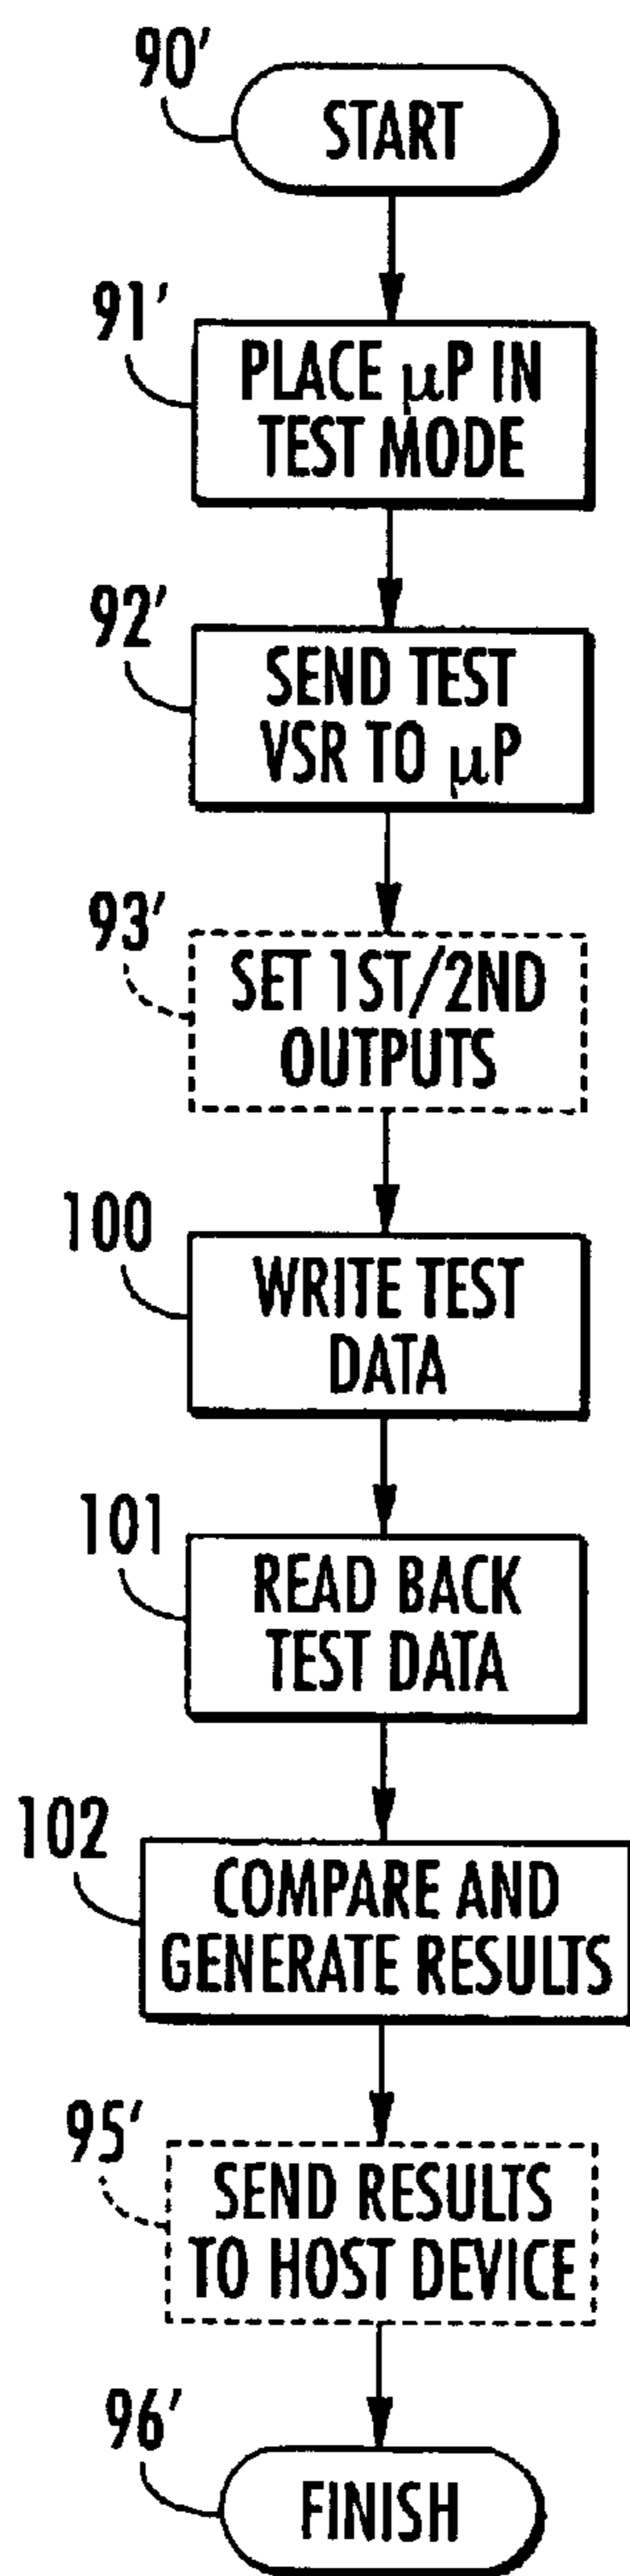 90'
START
91'
PLACE µP IN
TEST MODE
92'
SEND TEST
VSR TO µP
93'
SET 1ST/2ND
OUTPUTS
100
WRITE TEST
DATA
101
READ BACK
TEST DATA
102
COMPARE AND
GENERATE RESULTS
95'
SEND RESULTS
TO HOST DEVICE
96'
FINISH